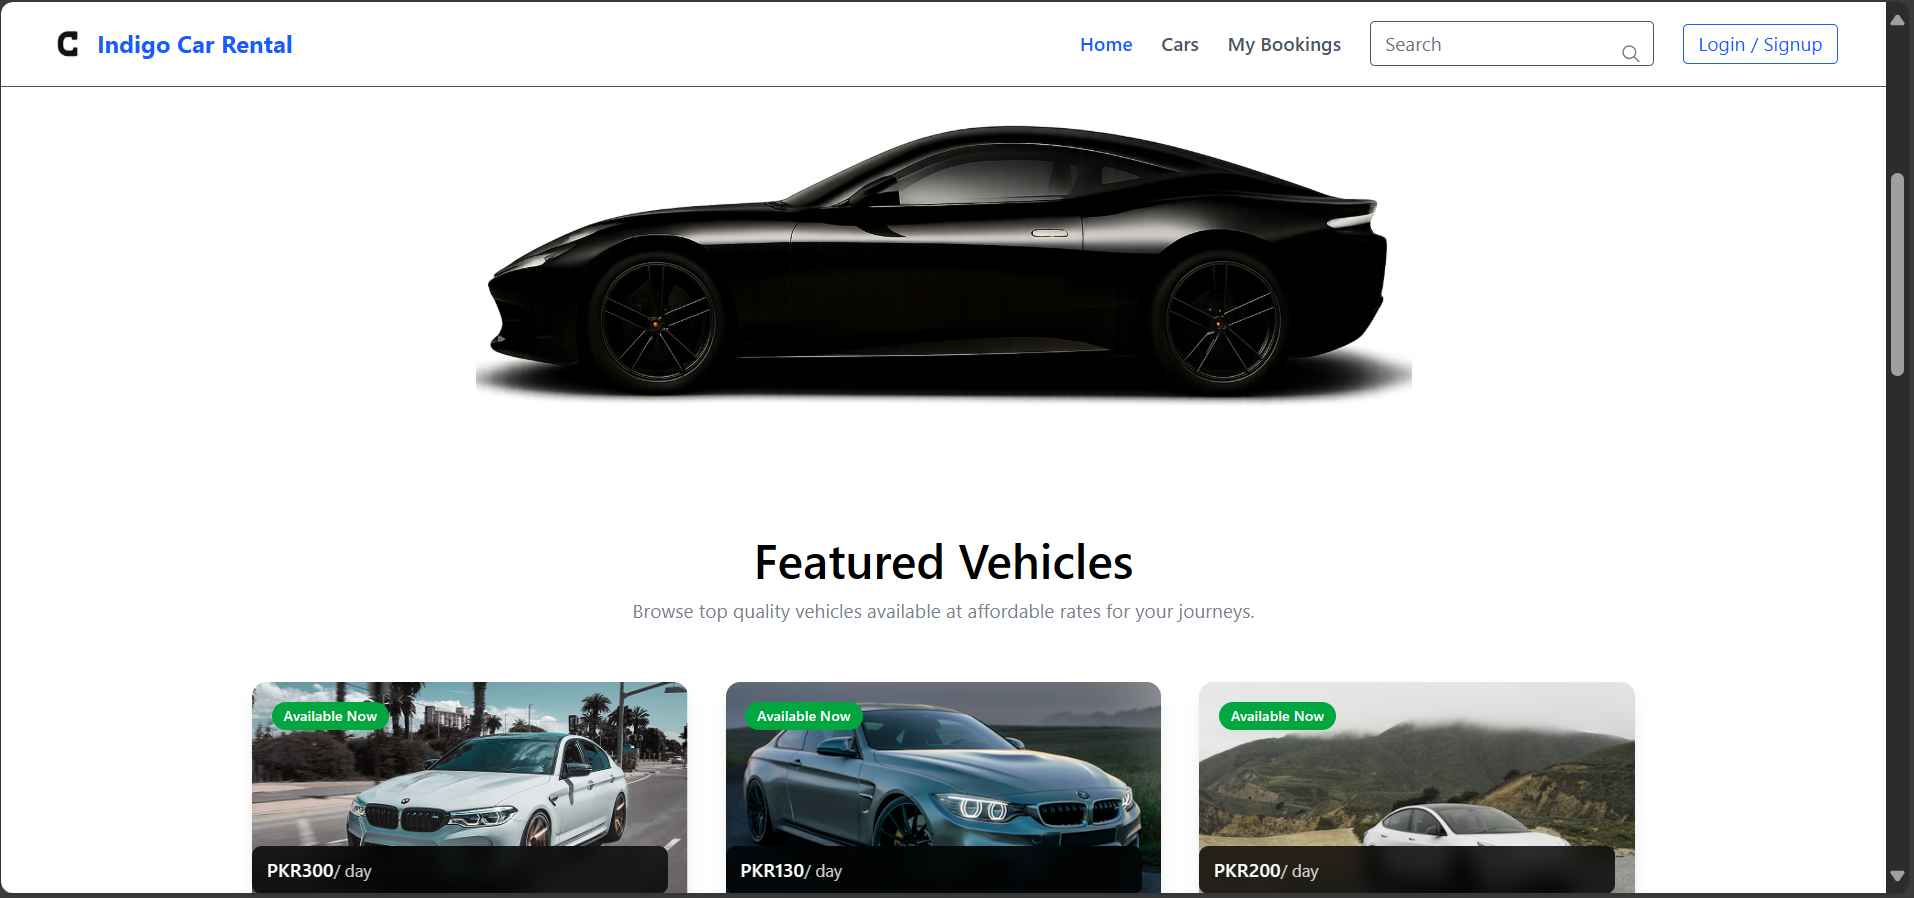 C Indigo Car Rental
Home Cars My Bookings Search Login / Signup
Featured Vehicles
Browse top quality vehicles available at affordable rates for your journeys.
Available Now Available Now Available Now
PKR300/ day PKR130/ day PKR200/ day